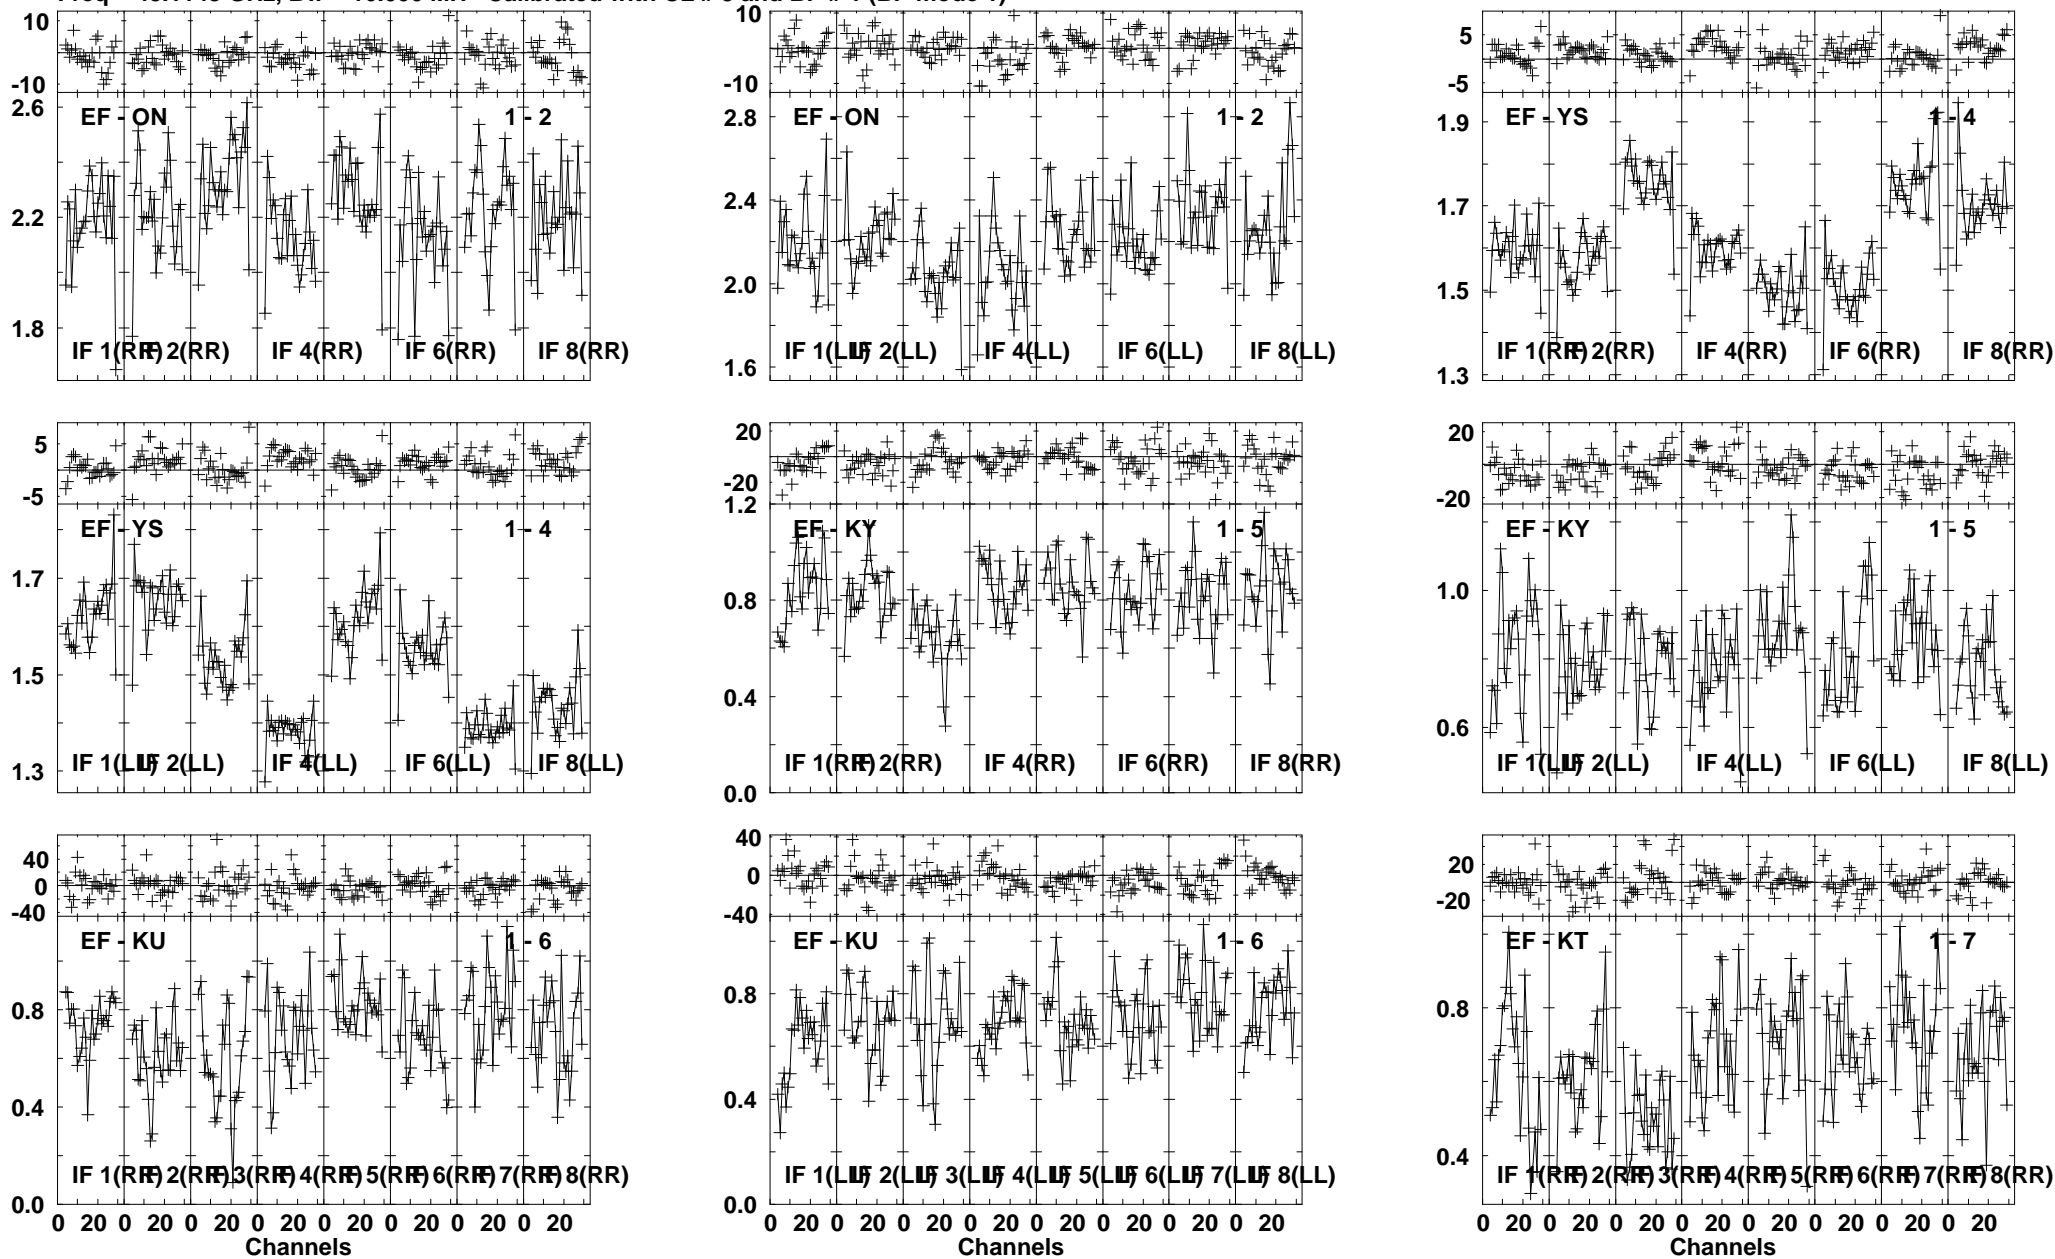 10
-10
2.6
2.2
1.8
EF - ON
1 - 2
IF 1(RR) IF 2(RR) IF 4(RR) IF 6(RR) IF 8(RR)
10
-10
2.8
2.4
2.0
1.6
EF - ON
1 - 2
IF 1(LL) IF 2(LL) IF 4(LL) IF 6(LL) IF 8(LL)
5
-5
1.9
1.7
1.5
1.3
EF - YS
1 - 4
IF 1(RR) IF 2(RR) IF 4(RR) IF 6(RR) IF 8(RR)
5
-5
1.7
1.5
1.3
EF - YS
1 - 4
IF 1(LL) IF 2(LL) IF 4(LL) IF 6(LL) IF 8(LL)
20
-20
1.2
0.8
0.4
0.0
EF - KY
1 - 5
IF 1(RR) IF 2(RR) IF 4(RR) IF 6(RR) IF 8(RR)
20
-20
1.0
0.6
EF - KY
1 - 5
IF 1(LL) IF 2(LL) IF 4(LL) IF 6(LL) IF 8(LL)
40
0
-40
0.8
0.4
0.0
EF - KU
1 - 6
IF 1(RR) IF 2(RR) IF 3(RR) IF 4(RR) IF 5(RR) IF 6(RR) IF 7(RR) IF 8(RR)
0 20 0 20 0 20 0 20 0 20 0 20 0 20 0 20
Channels
40
0
-40
0.8
0.4
0.0
EF - KU
1 - 6
IF 1(LL) IF 2(LL) IF 3(LL) IF 4(LL) IF 5(LL) IF 6(LL) IF 7(LL) IF 8(LL)
0 20 0 20 0 20 0 20 0 20 0 20 0 20 0 20
Channels
20
-20
0.8
0.4
EF - KT
1 - 7
IF 1(RR) IF 2(RR) IF 3(RR) IF 4(RR) IF 5(RR) IF 6(RR) IF 7(RR) IF 8(RR)
0 20 0 20 0 20 0 20 0 20 0 20 0 20 0 20
Channels